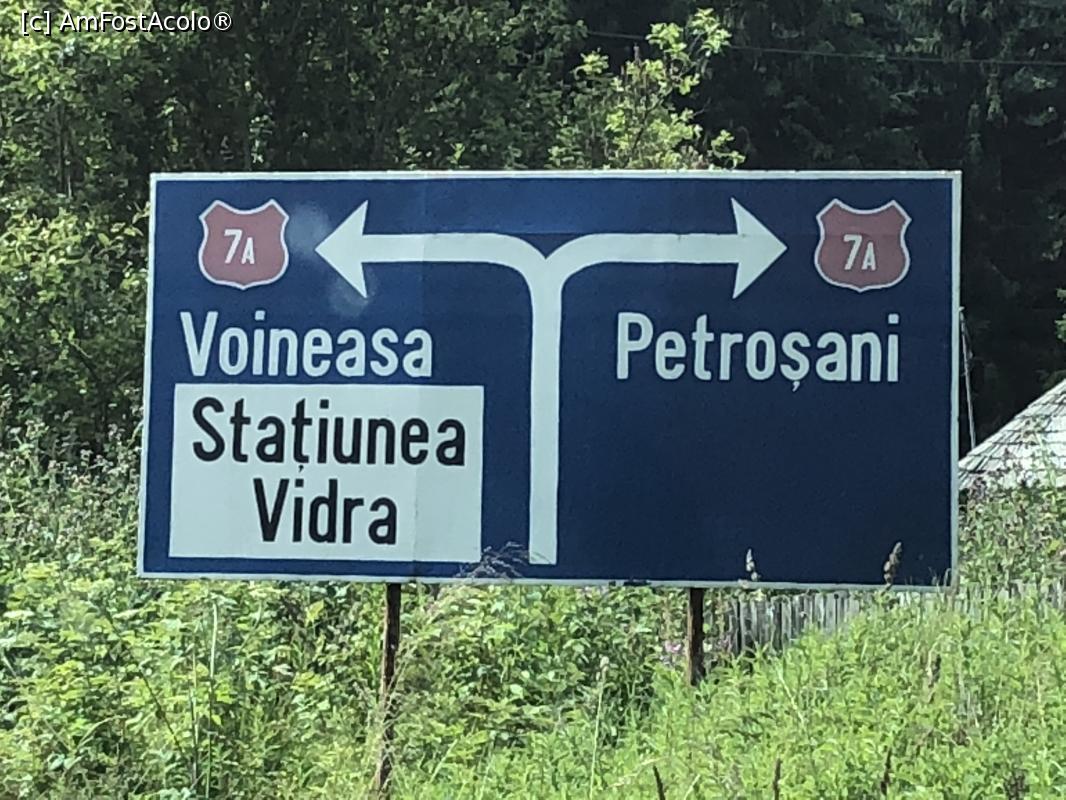 [c] AmFostAcolo®
7A
7A
Voineasa
Petroșani
Stațiunea
Vidra